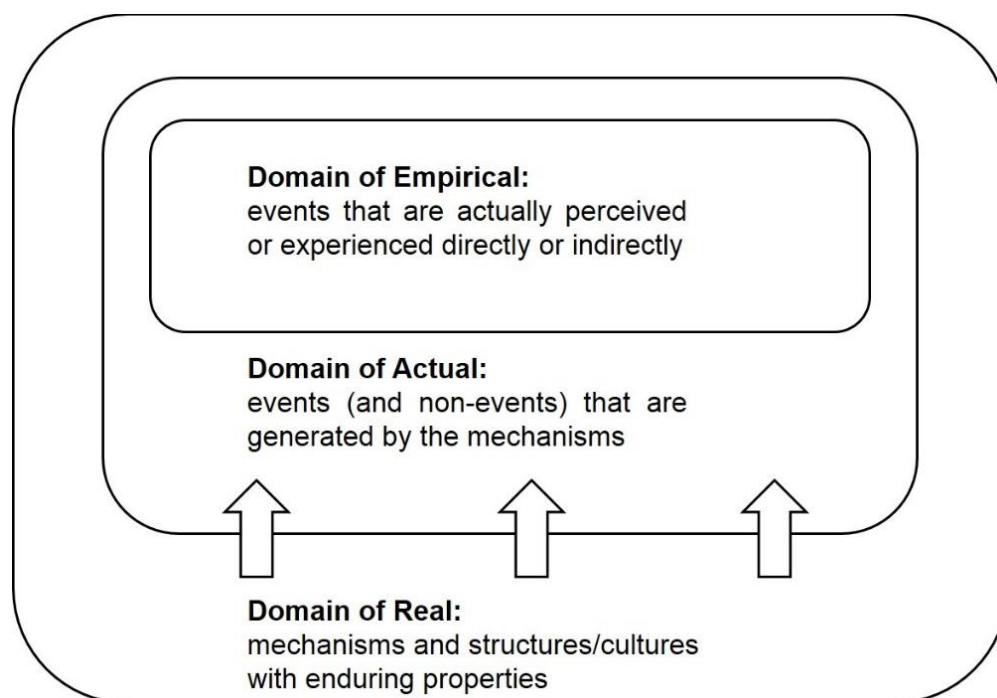 Domain of Empirical:
events that are actually perceived
or experienced directly or indirectly
Domain of Actual:
events (and non-events) that are
generated by the mechanisms
Domain of Real:
mechanisms and structures/cultures
with enduring properties